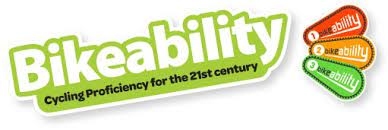 Bikeability
Cycling Proficiency for the 21st century
1 bikeability
2 bikeability
3 bikeability